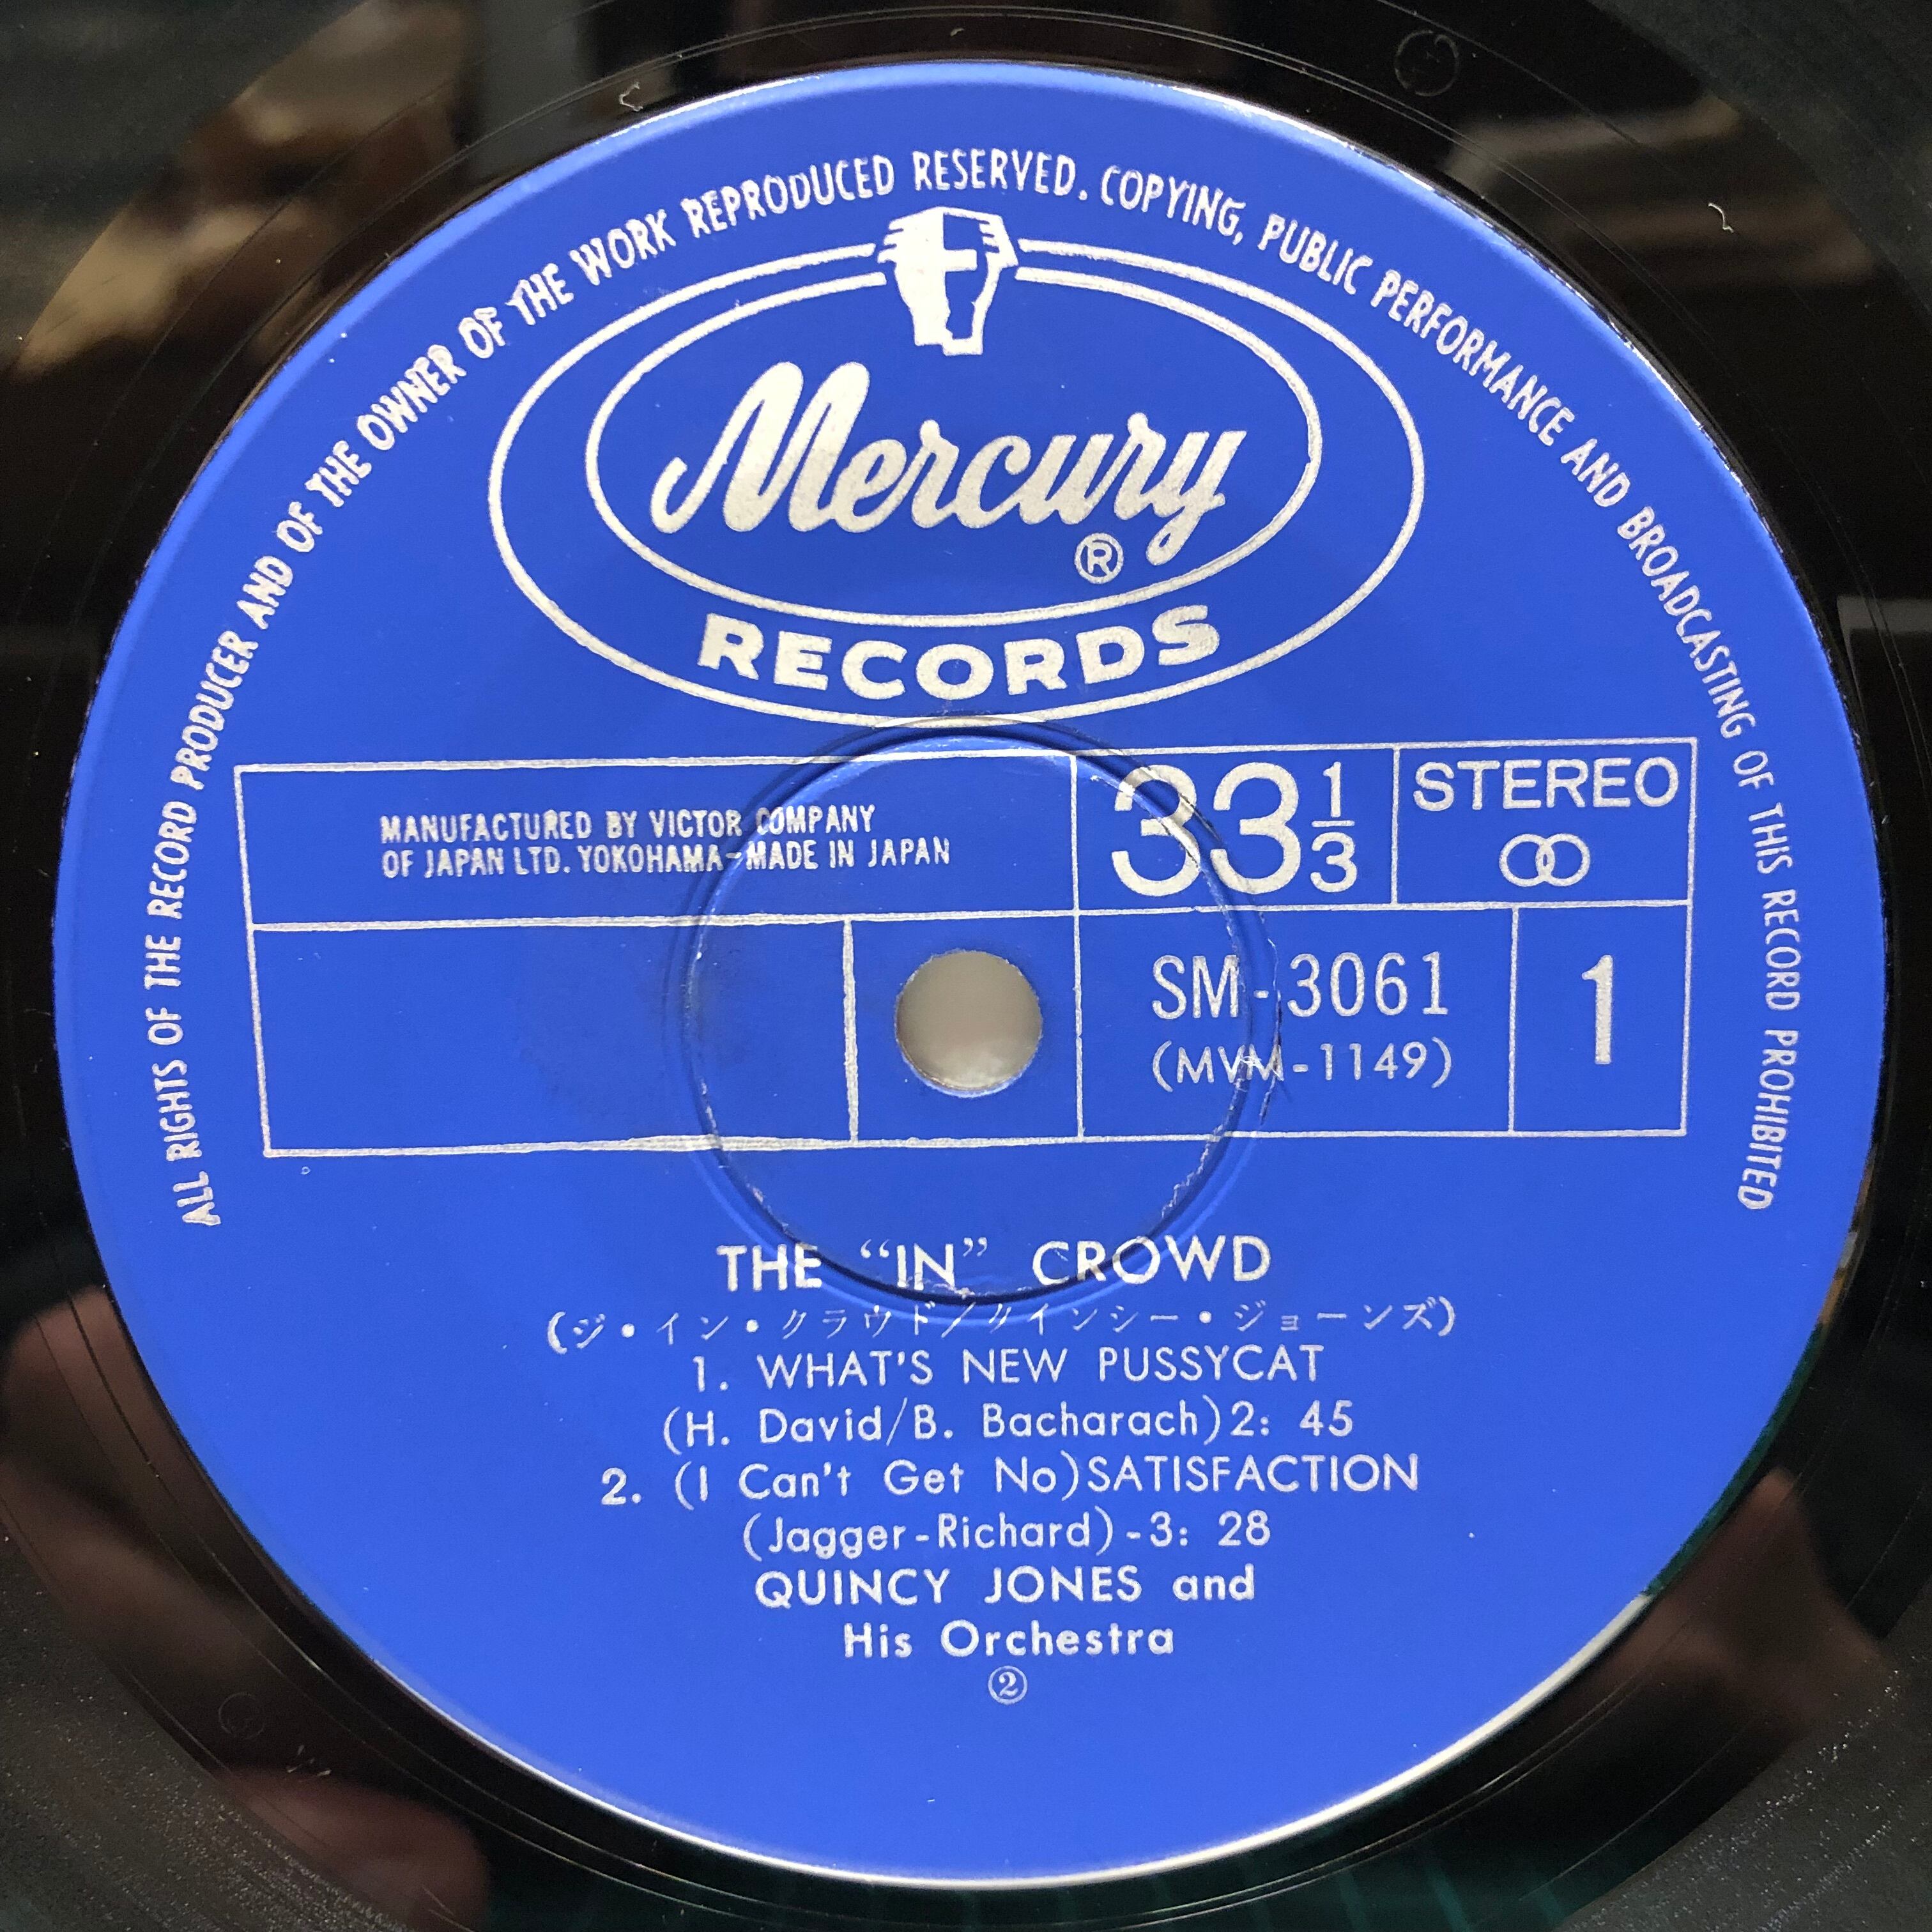 ALL RIGHTS OF THE RECORD PRODUCER AND OF THE OWNER OF THE WORK REPRODUCED RESERVED. COPYING, PUBLIC PERFORMANCE AND BROADCASTING OF THIS RECORD PROHIBITED
Mercury
®
RECORDS
MANUFACTURED BY VICTOR COMPANY
OF JAPAN LTD. YOKOHAMA-MADE IN JAPAN
33 1/3
STEREO
SM-3061
(MVM-1149)
1
THE “IN” CROWD
(ジ・イン・クラウド/クインシー・ジョーンズ)
1. WHAT'S NEW PUSSYCAT
(H. David/B. Bacharach)2: 45
2. (I Can't Get No)SATISFACTION
(Jagger-Richard)-3: 28
QUINCY JONES and
His Orchestra
②